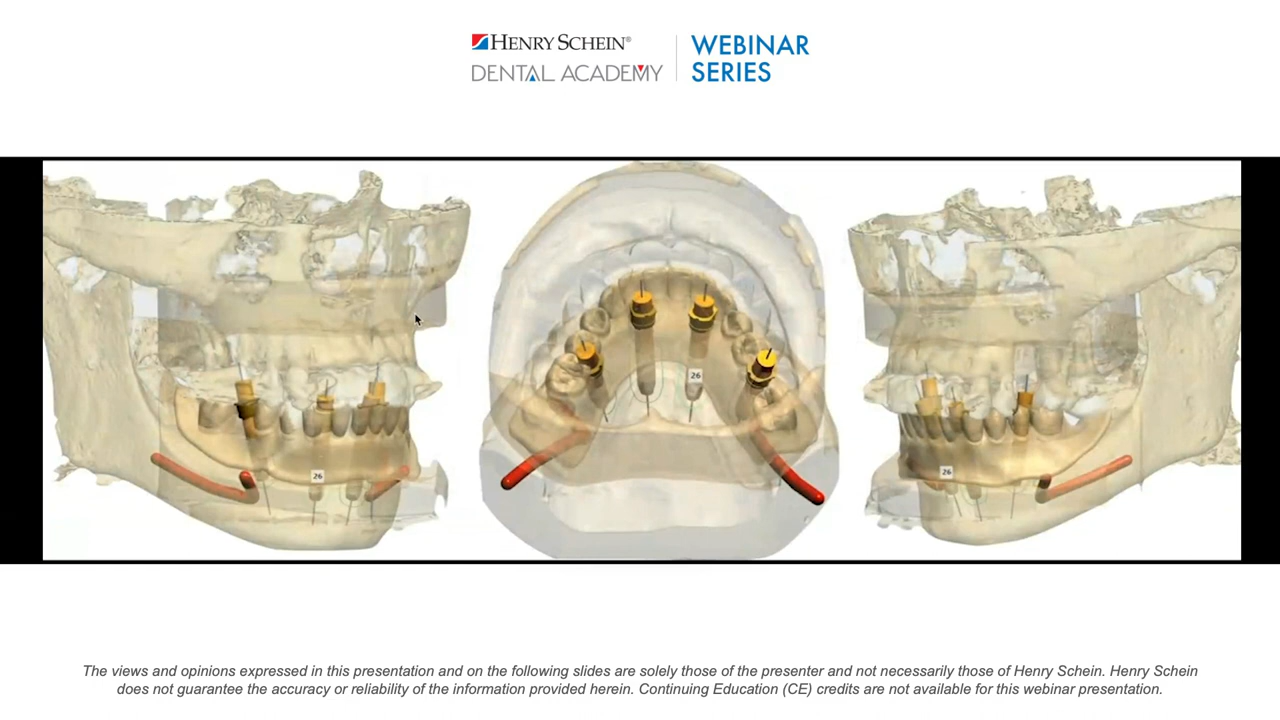 HENRY SCHEIN®
DENTAL ACADEMY
WEBINAR
SERIES
26
26
26
The views and opinions expressed in this presentation and on the following slides are solely those of the presenter and not necessarily those of Henry Schein. Henry Schein
does not guarantee the accuracy or reliability of the information provided herein. Continuing Education (CE) credits are not available for this webinar presentation.